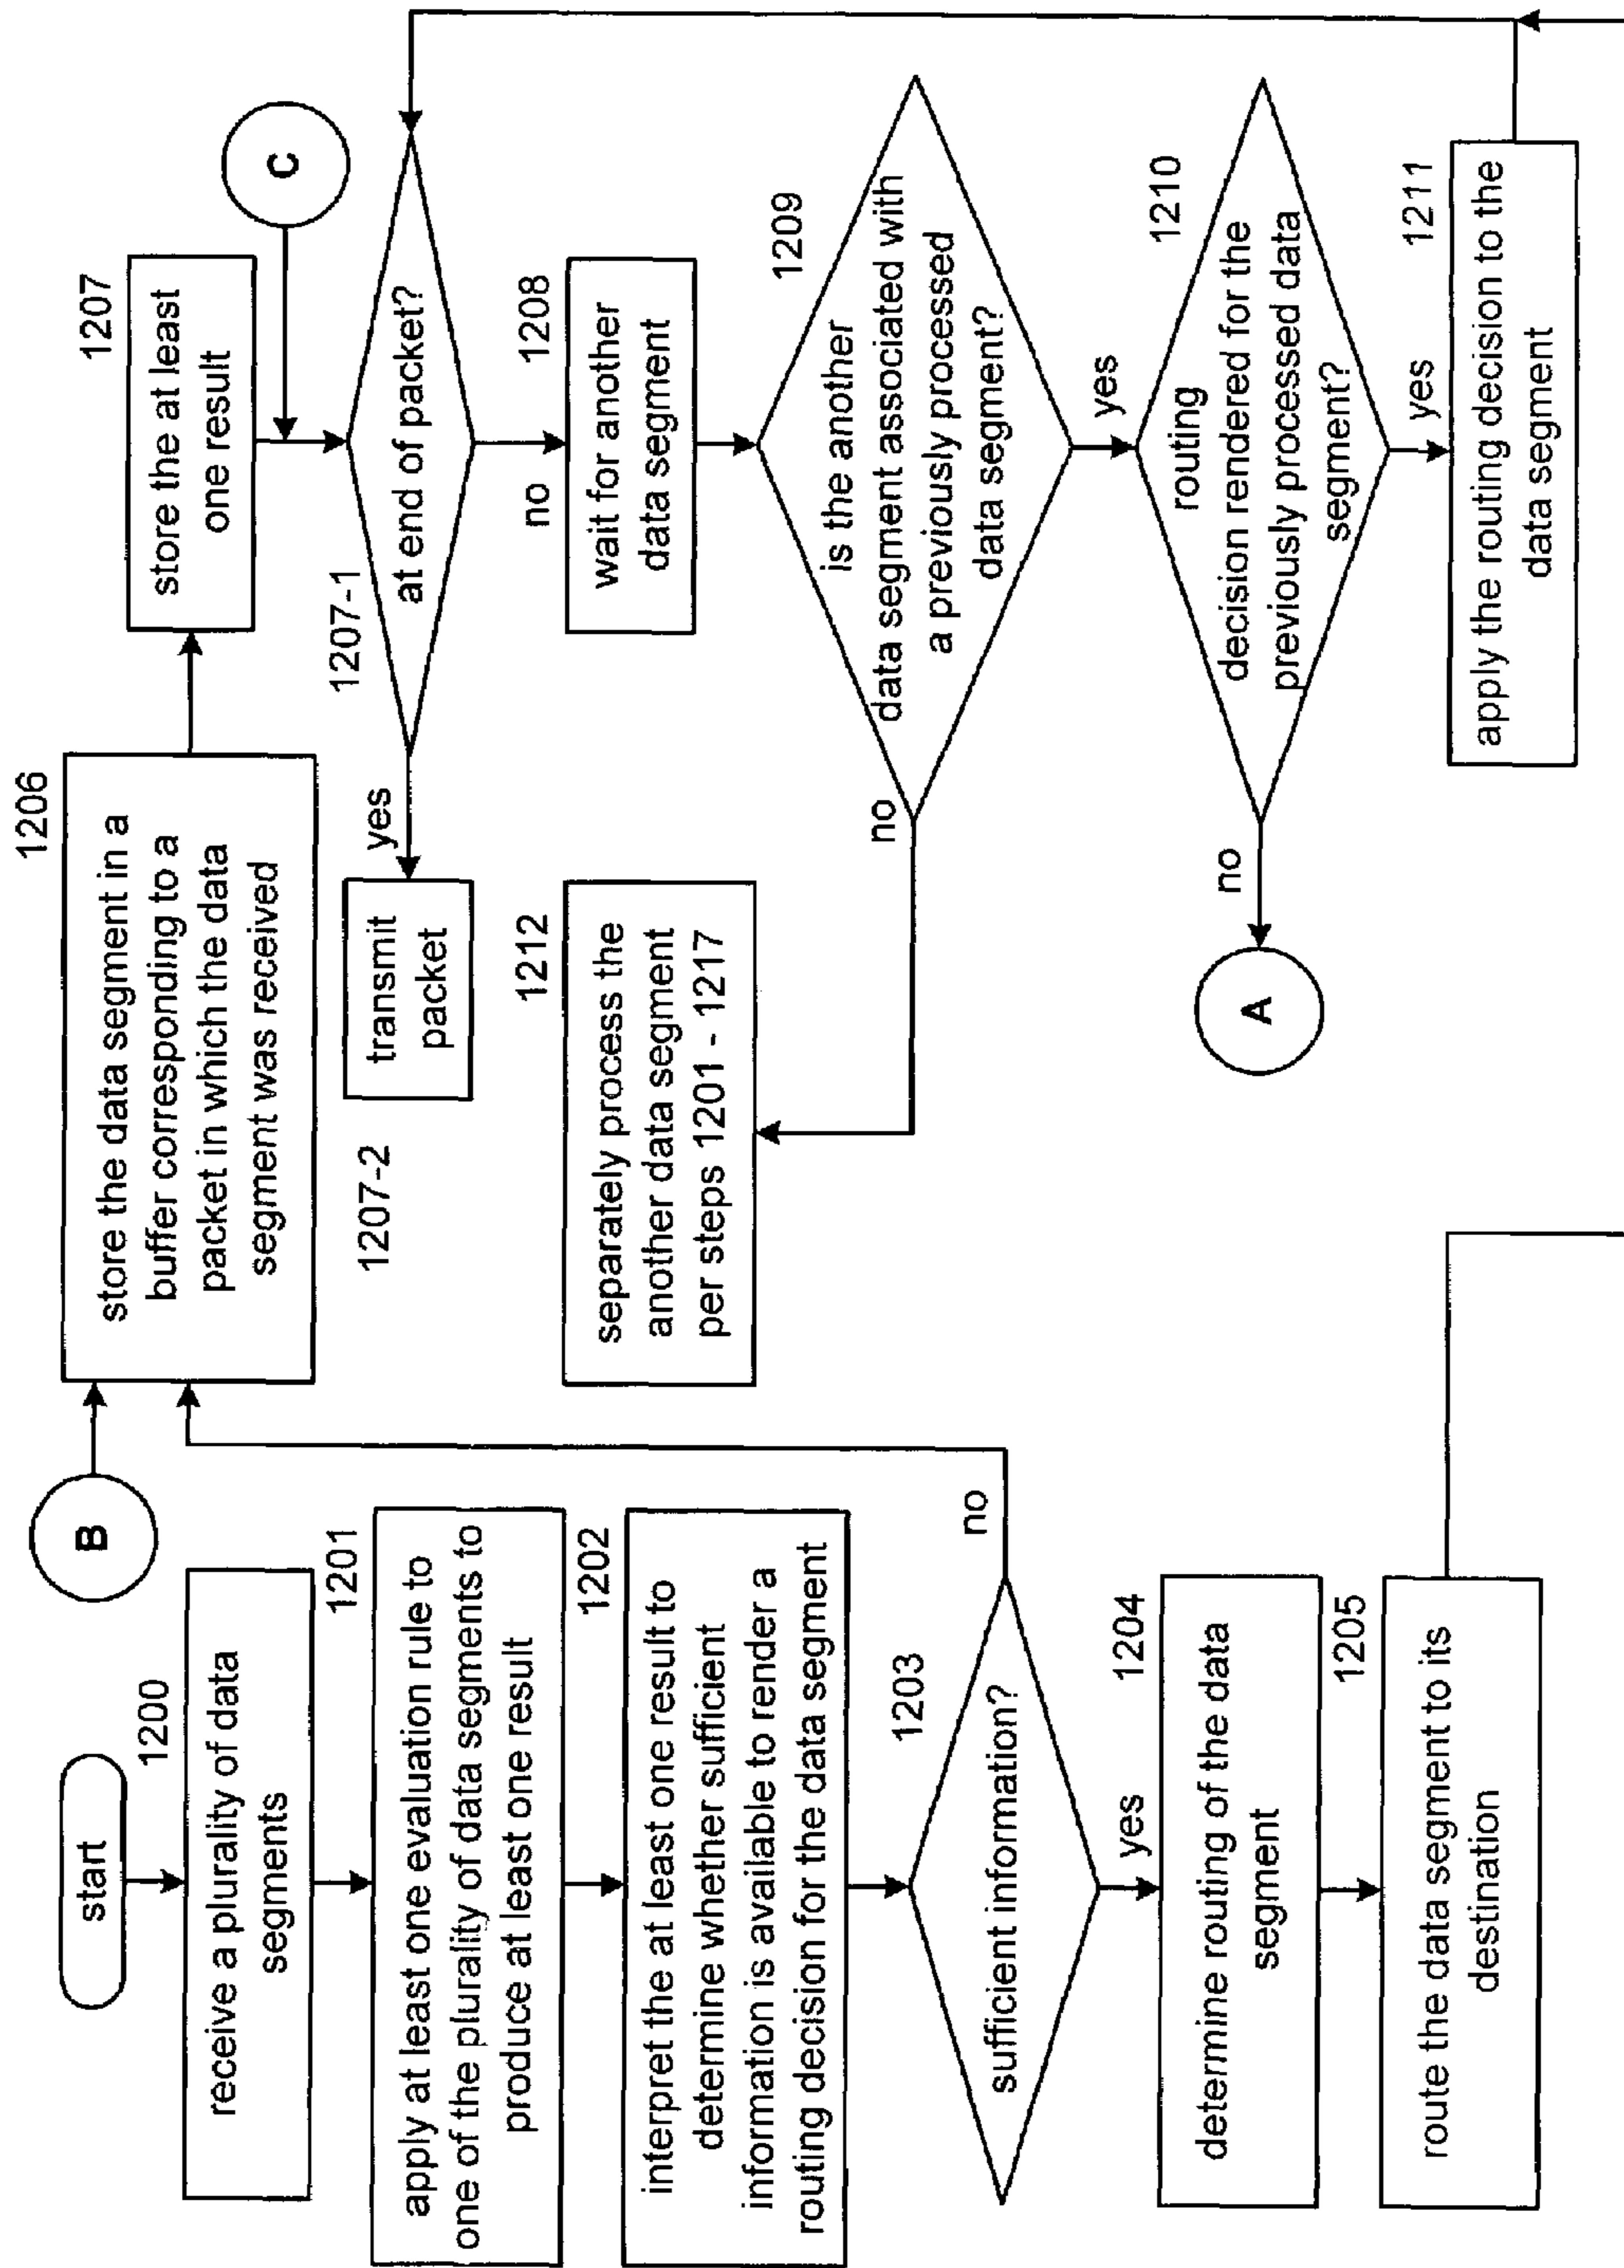 start
1200
receive a plurality of data
segments
1201
apply at least one evaluation rule to
one of the plurality of data segments to
produce at least one result
1202
interpret the at least one result to
determine whether sufficient
information is available to render a
routing decision for the data segment
1203
sufficient information?
no
yes
1204
determine routing of the data
segment
1205
route the data segment to its
destination
B
1206
store the data segment in a
buffer corresponding to a
packet in which the data
segment was received
1207
store the at least
one result
C
1207-1
at end of packet?
yes
1207-2
transmit
packet
no
1208
wait for another
data segment
1209
is the another
data segment associated with
a previously processed
data segment?
no
1212
separately process the
another data segment
per steps 1201 - 1217
yes
1210
routing
decision rendered for the
previously processed data
segment?
no
A
yes
1211
apply the routing decision to the
data segment